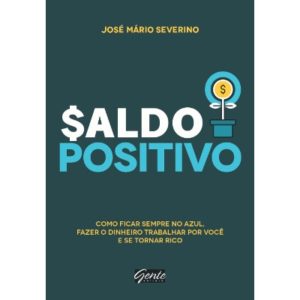 JOSÉ MÁRIO SEVERINO
$
$ALDO
POSITIVO
COMO FICAR SEMPRE NO AZUL,
FAZER O DINHEIRO TRABALHAR POR VOCÊ
E SE TORNAR RICO
Gente